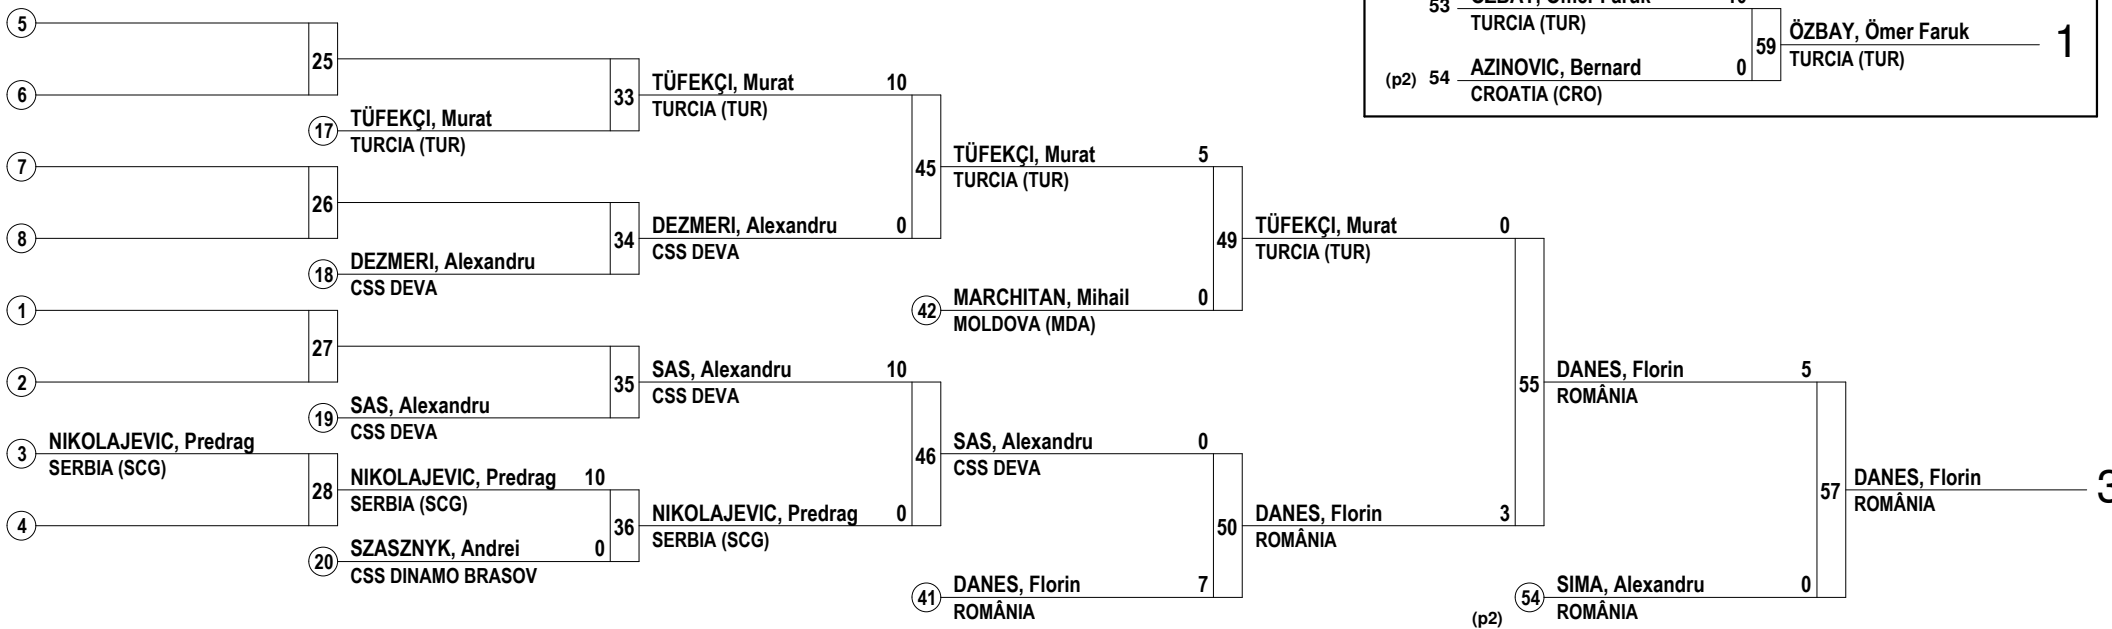 5
25
6
TÜFEKÇI, Murat
17
TURCIA (TUR)
33
TÜFEKÇI, Murat 10
TURCIA (TUR)
7
26
8
DEZMERI, Alexandru
18
CSS DEVA
34
DEZMERI, Alexandru 0
CSS DEVA
45
TÜFEKÇI, Murat 5
TURCIA (TUR)
49
MARCHITAN, Mihail 0
42
MOLDOVA (MDA)
TÜFEKÇI, Murat 0
TURCIA (TUR)
1
27
2
SAS, Alexandru
19
CSS DEVA
35
SAS, Alexandru 10
CSS DEVA
3
NIKOLAJEVIC, Predrag
SERBIA (SCG)
28
4
NIKOLAJEVIC, Predrag 10
SERBIA (SCG)
36
SZASZNYK, Andrei 0
20
CSS DINAMO BRASOV
NIKOLAJEVIC, Predrag 0
SERBIA (SCG)
46
SAS, Alexandru 0
CSS DEVA
50
DANES, Florin 7
41
ROMÂNIA
DANES, Florin 3
ROMÂNIA
55
DANES, Florin 5
ROMÂNIA
57
SIMA, Alexandru 0
(p2) 54
ROMÂNIA
DANES, Florin
ROMÂNIA
3
53
TURCIA (TUR)
59
(p2) 54 AZINOVIC, Bernard 0
CROATIA (CRO)
ÖZBAY, Ömer Faruk
TURCIA (TUR)
1